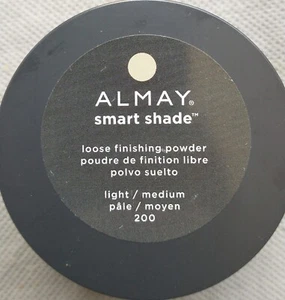 ALMAY®
smart shade™
loose finishing powder
poudre de finition libre
polvo suelto
light / medium
pâle / moyen
200